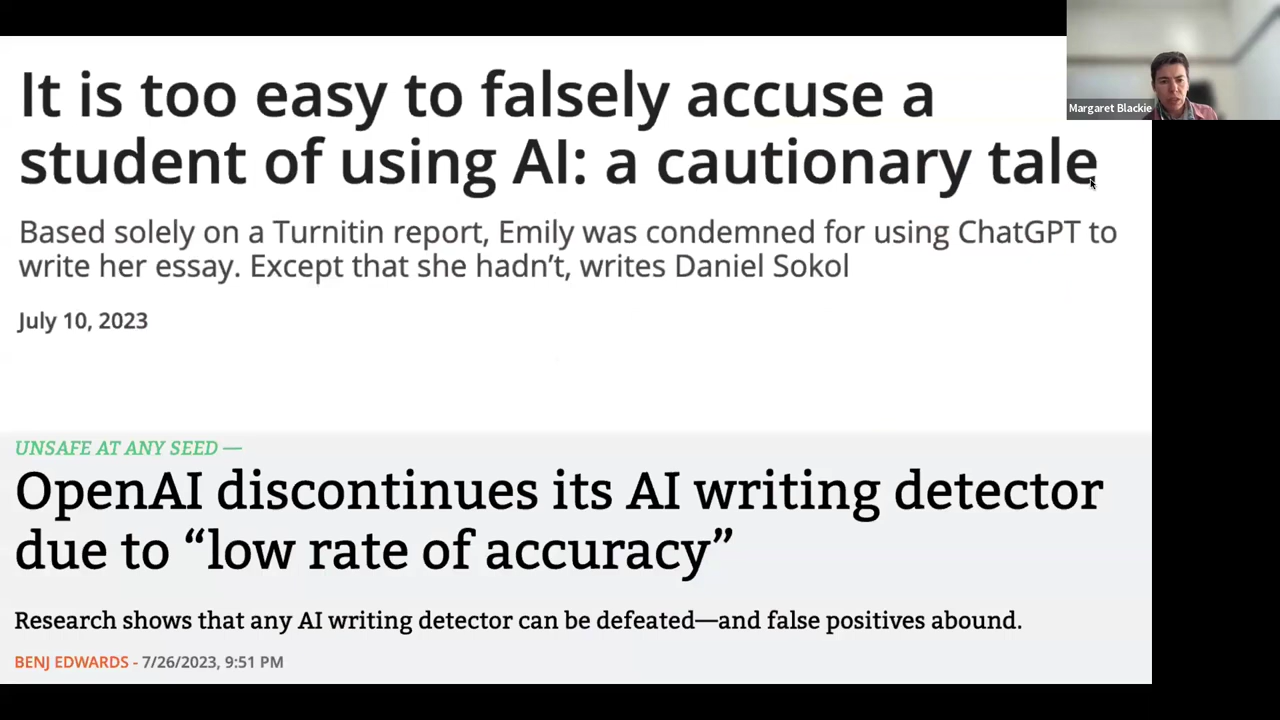 It is too easy to falsely accuse a
student of using AI: a cautionary tale
Margaret Blackie
Based solely on a Turnitin report, Emily was condemned for using ChatGPT to
write her essay. Except that she hadn’t, writes Daniel Sokol
July 10, 2023
UNSAFE AT ANY SEED —
OpenAI discontinues its AI writing detector
due to “low rate of accuracy”
Research shows that any AI writing detector can be defeated—and false positives abound.
BENJ EDWARDS - 7/26/2023, 9:51 PM